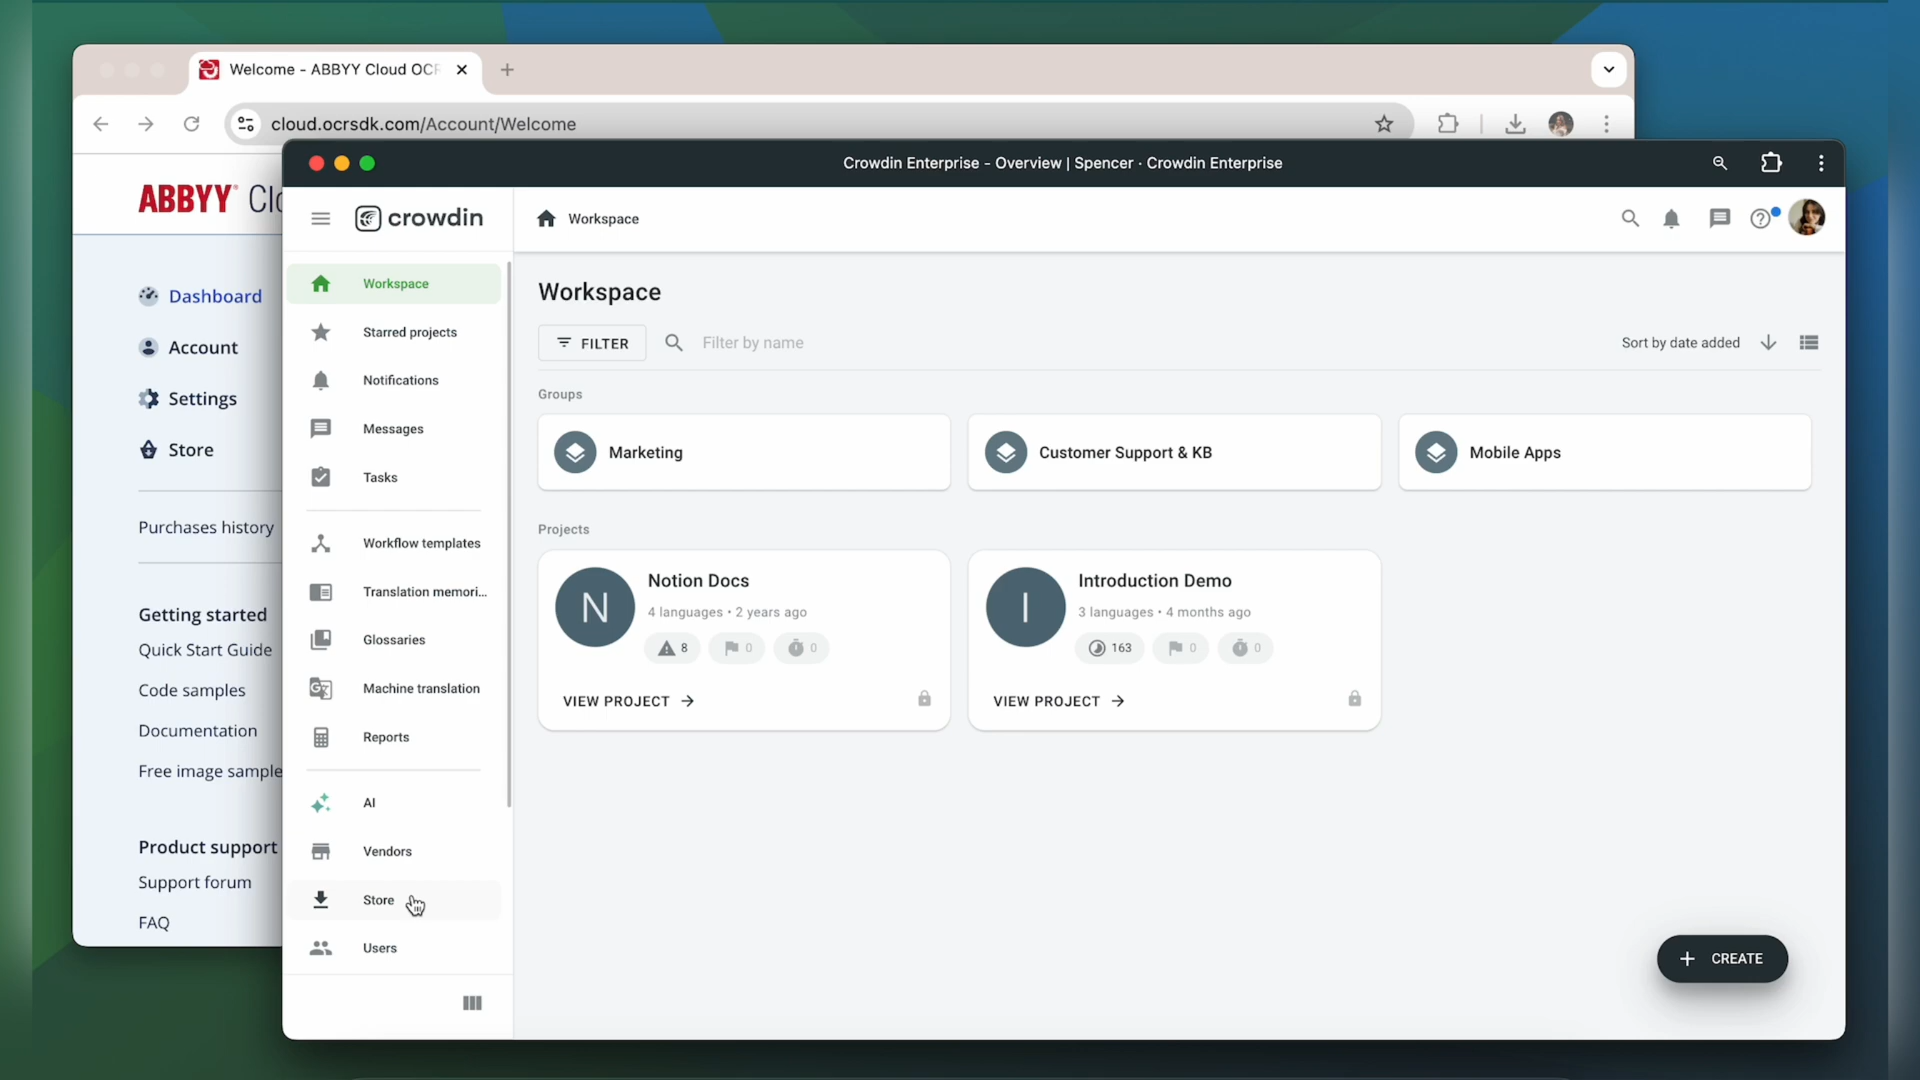 Welcome - ABBYY Cloud OCR
cloud.ocrsdk.com/Account/Welcome
Crowdin Enterprise - Overview | Spencer · Crowdin Enterprise
ABBYY Clo
Dashboard
Account
Settings
Store
Purchases history
Getting started
Quick Start Guide
Code samples
Documentation
Free image sample
Product support
Support forum
FAQ
crowdin
Workspace
Starred projects
Notifications
Messages
Tasks
Workflow templates
Translation memori...
Glossaries
Machine translation
Reports
AI
Vendors
Store
Users
Workspace
Workspace
FILTER
Filter by name
Sort by date added
Groups
Marketing
Customer Support & KB
Mobile Apps
Projects
N
Notion Docs
4 languages • 2 years ago
8
0
0
VIEW PROJECT
I
Introduction Demo
3 languages • 4 months ago
163
0
0
VIEW PROJECT
CREATE